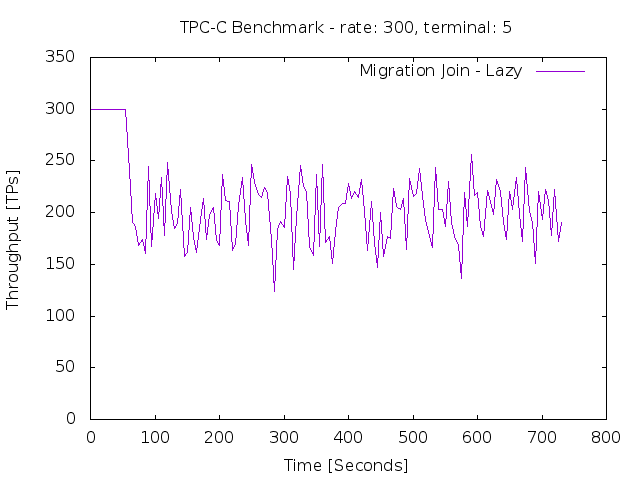 TPC-C Benchmark - rate: 300, terminal: 5
Migration Join - Lazy
350
300
250
200
150
100
50
0
0 100 200 300 400 500 600 700 800
Throughput [TPs]
Time [Seconds]